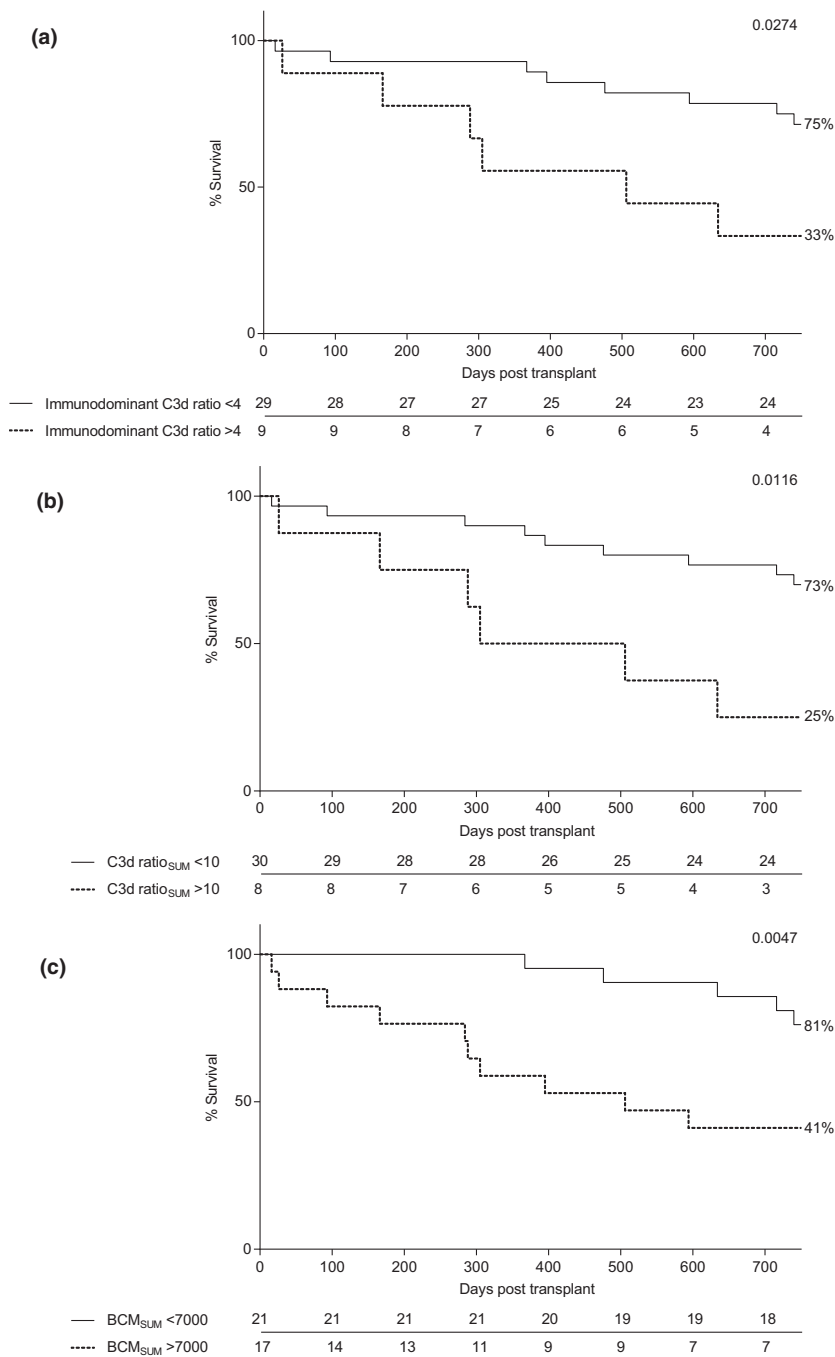 (a)
0.0274
100
50
0
% Survival
75%
33%
0 100 200 300 400 500 600 700
Days post transplant
Immunodominant C3d ratio <4 29 28 27 27 25 24 23 24
Immunodominant C3d ratio >4 9 9 8 7 6 6 5 4
(b)
0.0116
100
50
0
% Survival
73%
25%
0 100 200 300 400 500 600 700
Days post transplant
C3d ratioSUM <10 30 29 28 28 26 25 24 24
C3d ratioSUM >10 8 8 7 6 5 5 4 3
(c)
0.0047
100
50
0
% Survival
81%
41%
0 100 200 300 400 500 600 700
Days post transplant
BCMSUM <7000 21 21 21 21 20 19 19 18
BCMSUM >7000 17 14 13 11 9 9 7 7